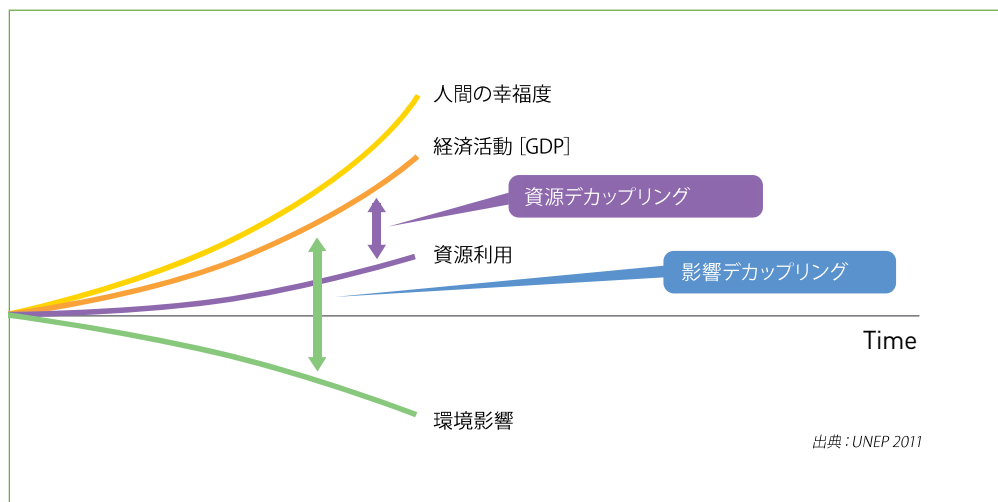 人間の幸福度
経済活動 [GDP]
資源デカップリング
資源利用
影響デカップリング
Time
環境影響
出典：UNEP 2011